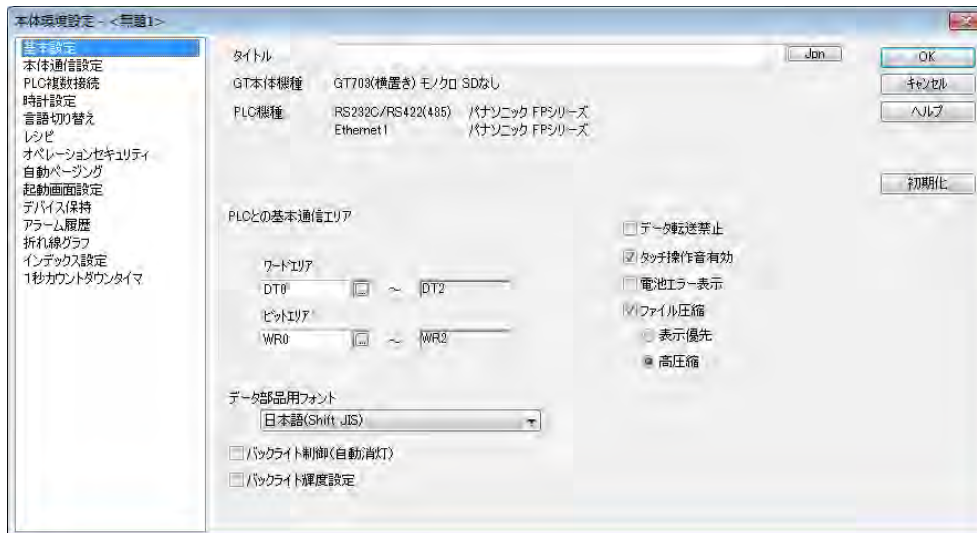 本体環境設定 - <無題1>
基本設定
本体通信設定
PLC複数接続
時計設定
言語切り替え
レシピ
オペレーションセキュリティ
自動ページング
起動画面設定
デバイス保持
アラーム履歴
折れ線グラフ
インデックス設定
1秒カウントダウンタイマ
タイトル
Jpn
GT本体機種 GT703(横置き) モノクロ SDなし
PLC機種 RS232C/RS422(485) パナソニック FPシリーズ
Ethernet1 パナソニック FPシリーズ
PLCとの基本通信エリア
ワードエリア
DT0 ... ～ DT2
ビットエリア
WR0 ... ～ WR2
データ部品用フォント
日本語(Shift JIS)
バックライト制御(自動消灯)
バックライト輝度設定
データ転送禁止
タッチ操作音有効
電池エラー表示
ファイル圧縮
表示優先
高圧縮
OK
キャンセル
ヘルプ
初期化